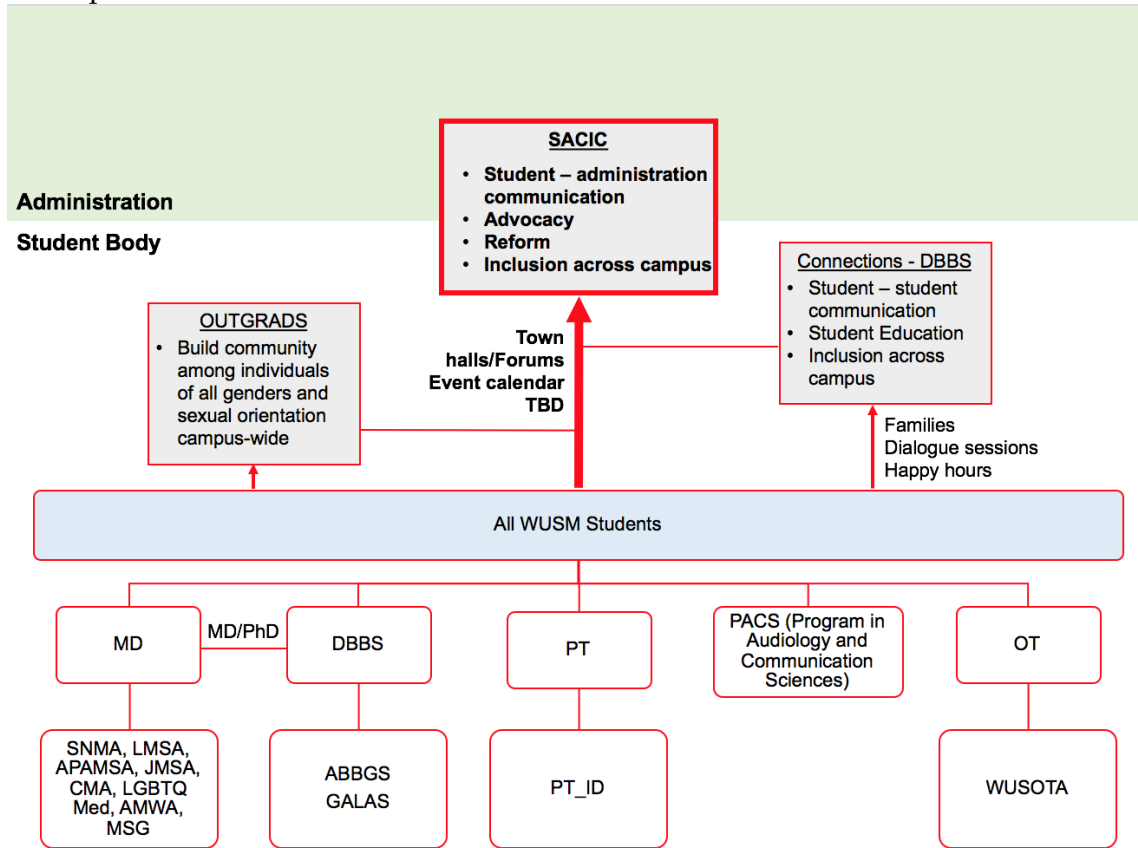 SACIC
• Student – administration
communication
• Advocacy
• Reform
• Inclusion across campus
Administration
Student Body
OUTGRADS
• Build community
among individuals
of all genders and
sexual orientation
campus-wide
Town
halls/Forums
Event calendar
TBD
Connections - DBBS
• Student – student
communication
• Student Education
• Inclusion across
campus
Families
Dialogue sessions
Happy hours
All WUSM Students
MD
MD/PhD
DBBS
PT
PACS (Program in
Audiology and
Communication
Sciences)
OT
SNMA, LMSA,
APAMSA, JMSA,
CMA, LGBTQ
Med, AMWA,
MSG
ABBGS
GALAS
PT_ID
WUSOTA